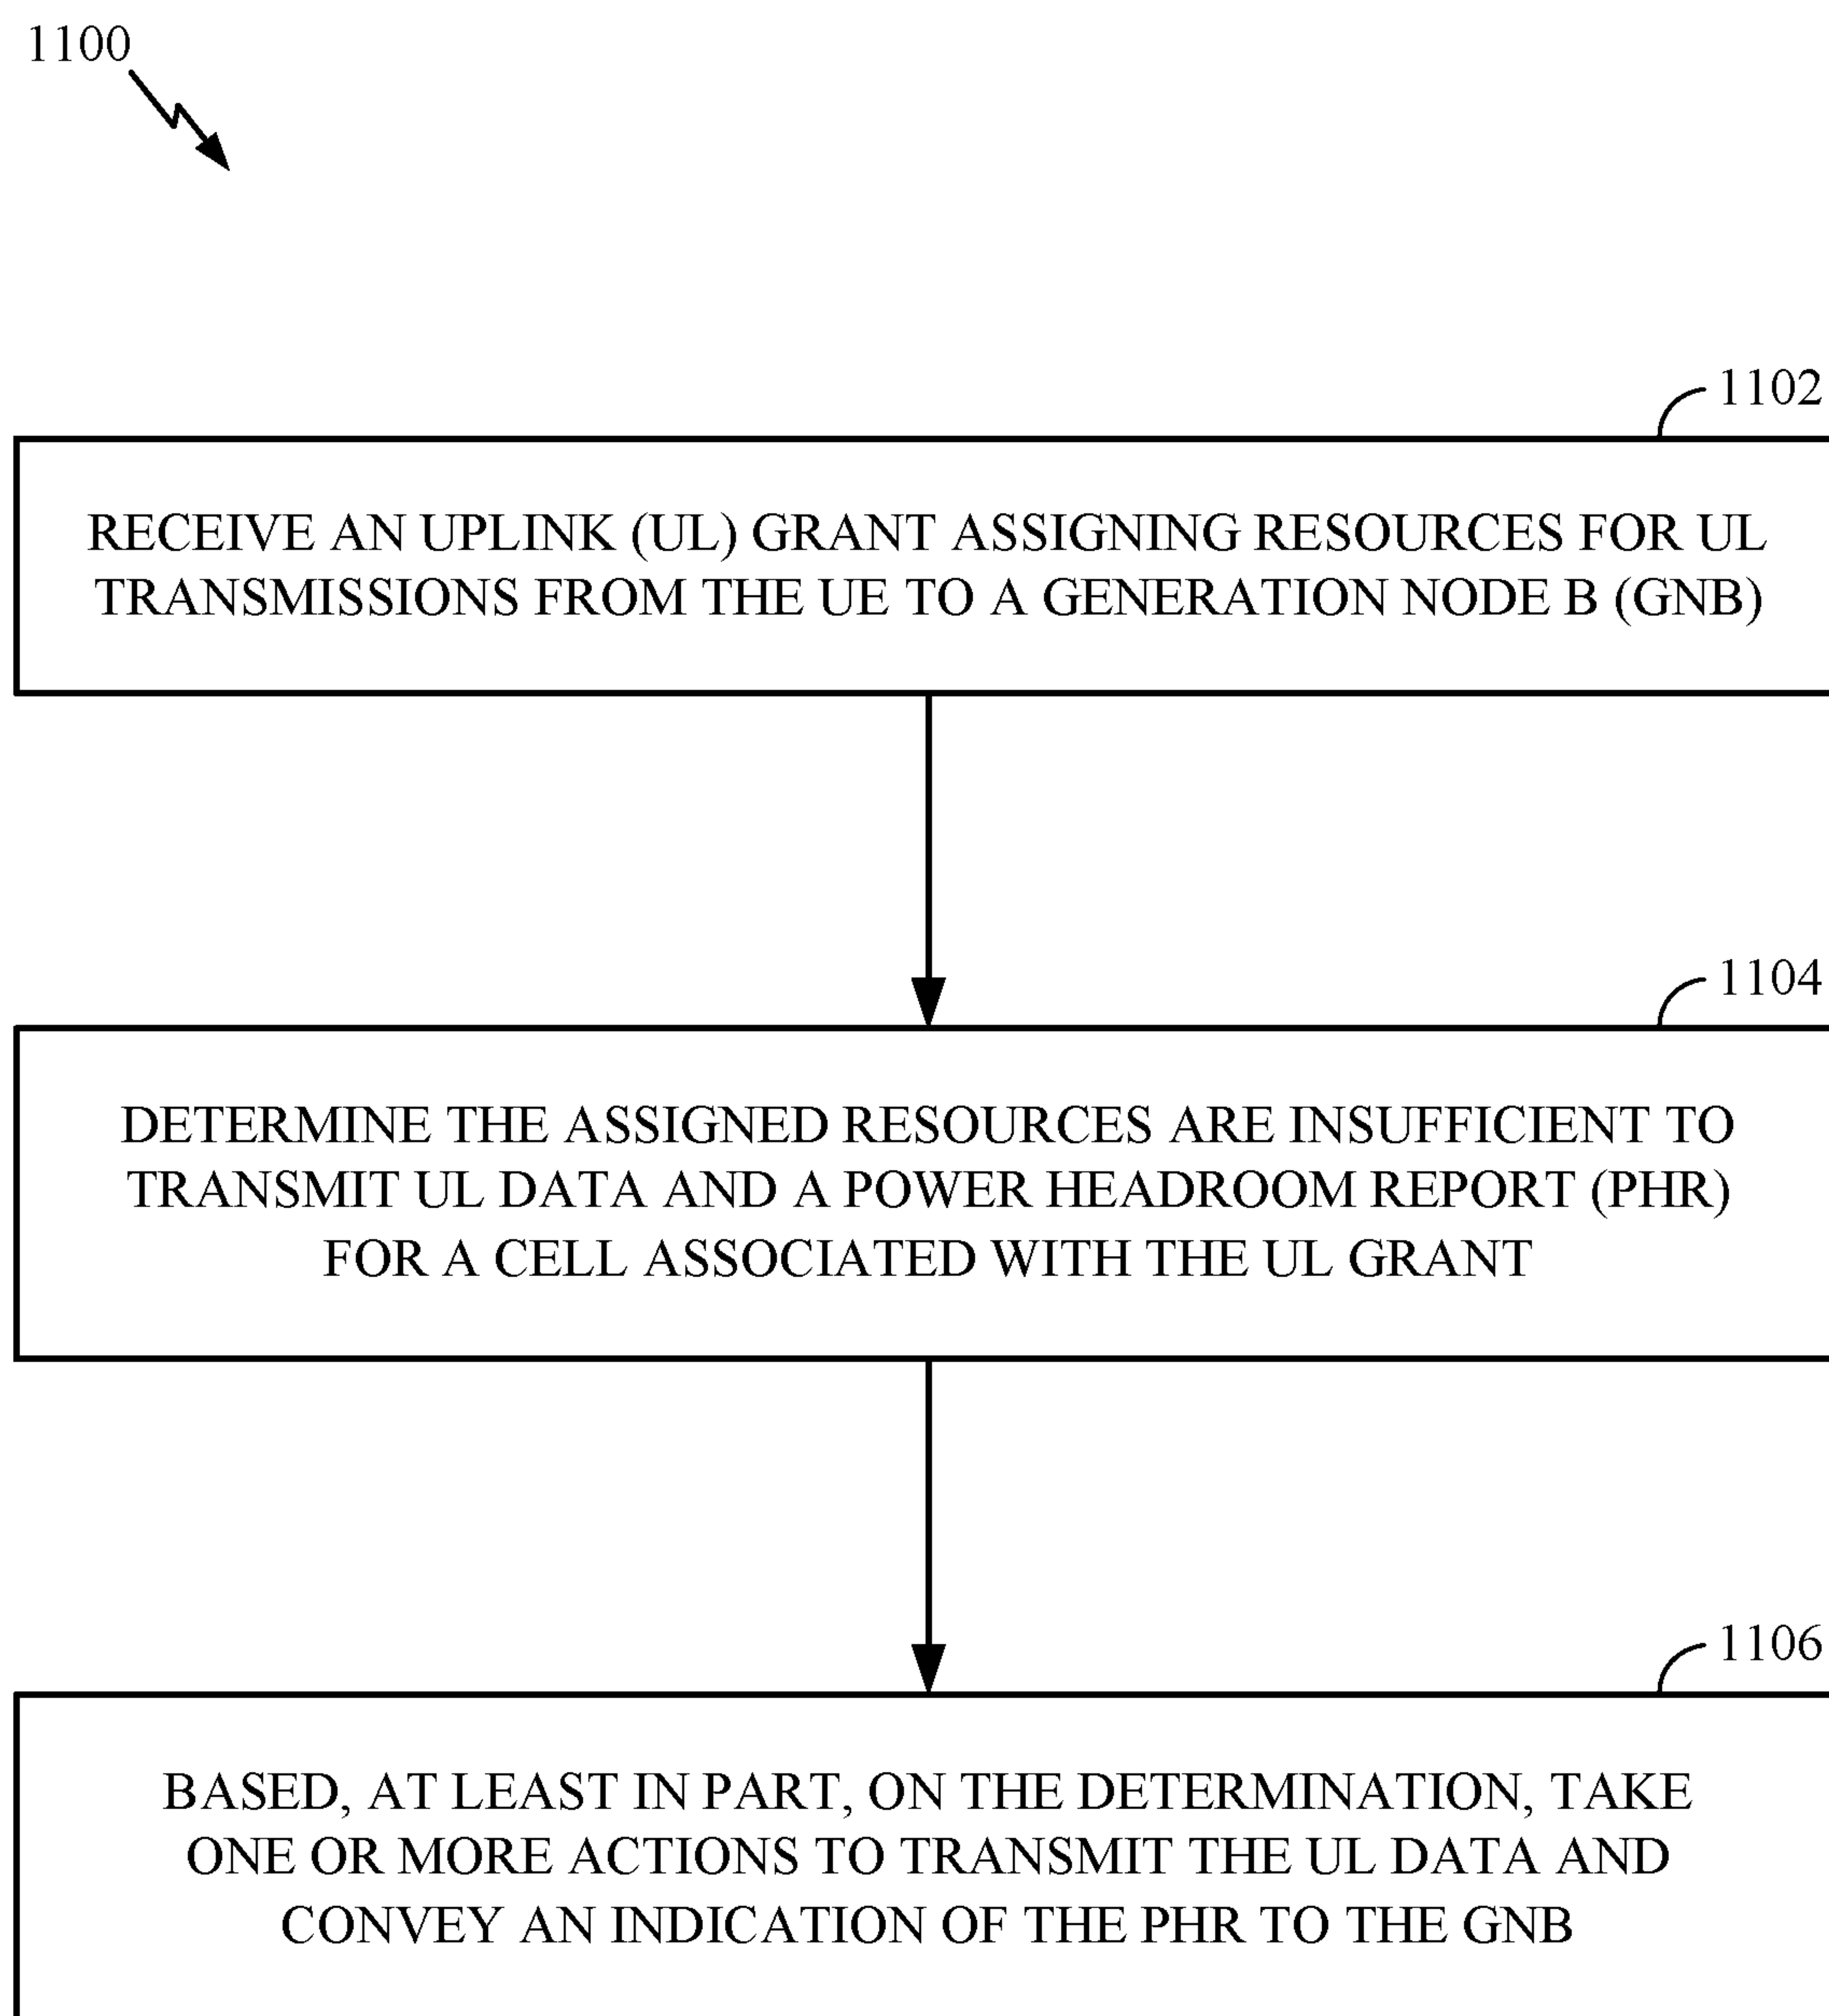 1100
1102
RECEIVE AN UPLINK (UL) GRANT ASSIGNING RESOURCES FOR UL
TRANSMISSIONS FROM THE UE TO A GENERATION NODE B (GNB)
1104
DETERMINE THE ASSIGNED RESOURCES ARE INSUFFICIENT TO
TRANSMIT UL DATA AND A POWER HEADROOM REPORT (PHR)
FOR A CELL ASSOCIATED WITH THE UL GRANT
1106
BASED, AT LEAST IN PART, ON THE DETERMINATION, TAKE
ONE OR MORE ACTIONS TO TRANSMIT THE UL DATA AND
CONVEY AN INDICATION OF THE PHR TO THE GNB